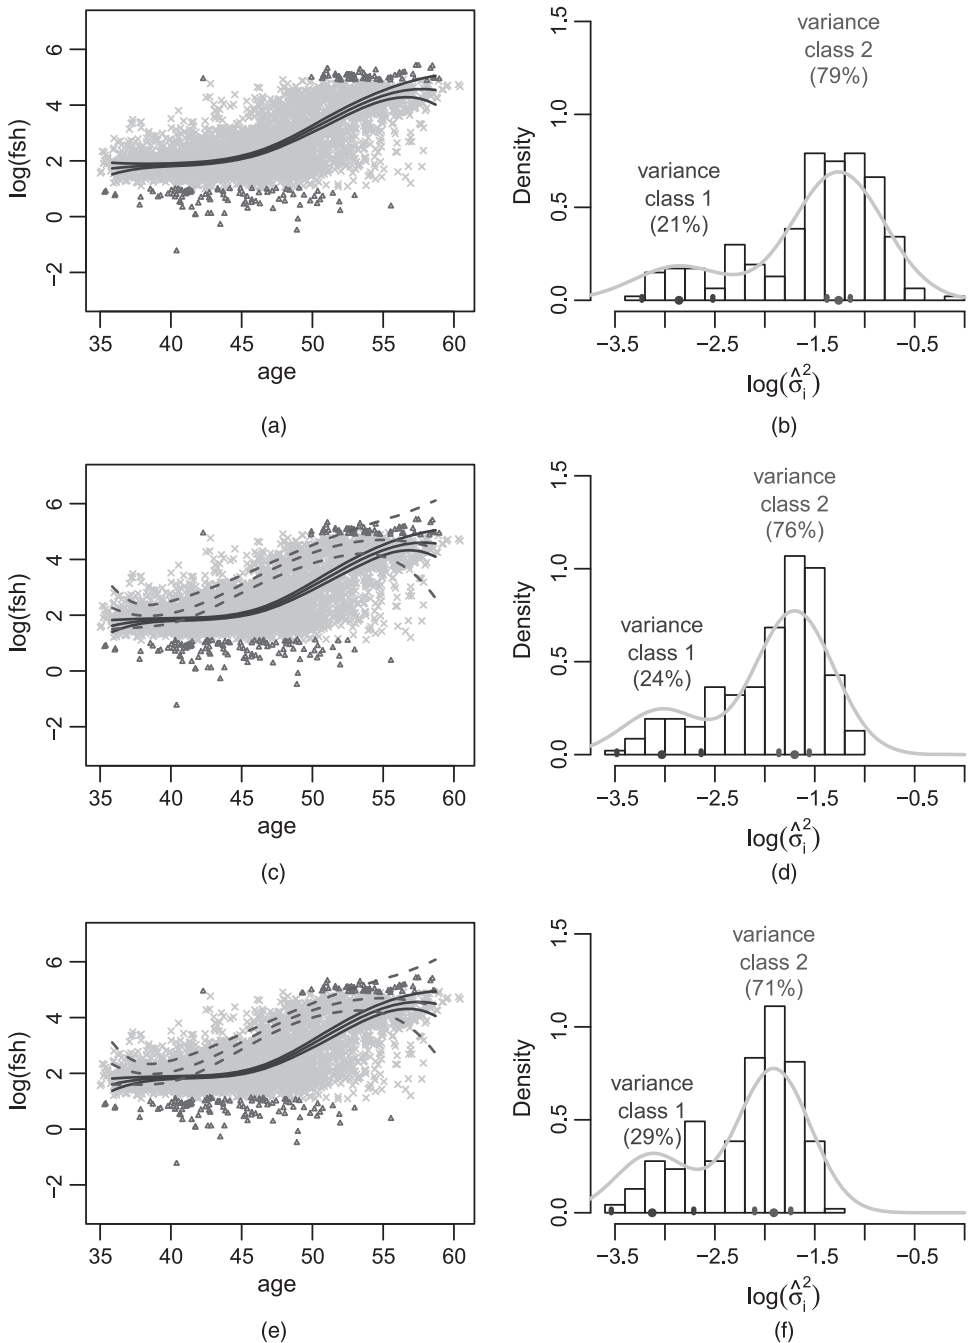 6
4
2
0
−2
log(fsh)
35 40 45 50 55 60
age
(a)
1.5
1.0
0.5
0.0
Density
variance
class 2
(79%)
variance
class 1
(21%)
−3.5 −2.5 −1.5 −0.5
log(σ̂ᵢ²)
(b)
6
4
2
0
−2
log(fsh)
35 40 45 50 55 60
age
(c)
1.5
1.0
0.5
0.0
Density
variance
class 2
(76%)
variance
class 1
(24%)
−3.5 −2.5 −1.5 −0.5
log(σ̂ᵢ²)
(d)
6
4
2
0
−2
log(fsh)
35 40 45 50 55 60
age
(e)
1.5
1.0
0.5
0.0
Density
variance
class 2
(71%)
variance
class 1
(29%)
−3.5 −2.5 −1.5 −0.5
log(σ̂ᵢ²)
(f)